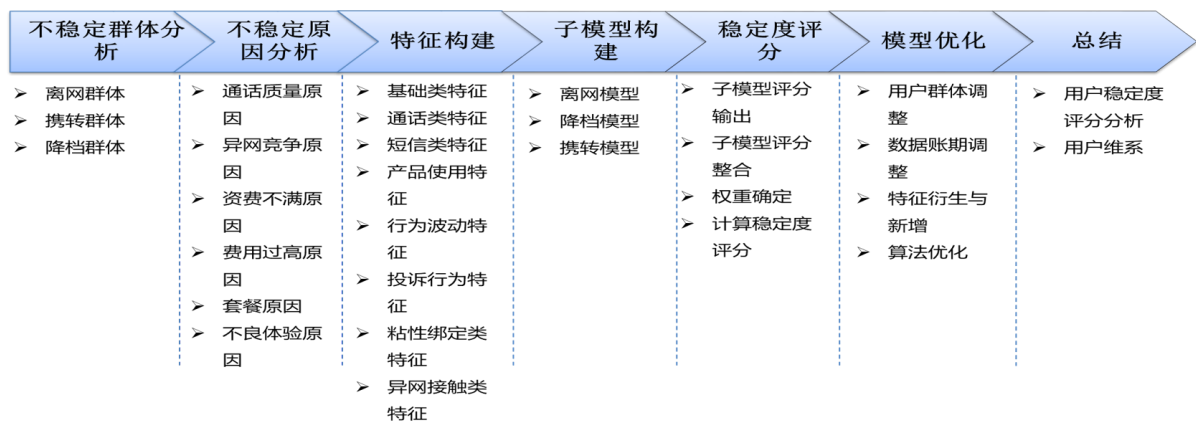 不稳定群体分
析
离网群体
携转群体
降档群体
不稳定原
因分析
通话质量原
因
异网竞争原
因
资费不满原
因
费用过高原
因
套餐原因
不良体验原
因
特征构建
基础类特征
通话类特征
短信类特征
产品使用特
征
行为波动特
征
投诉行为特
征
粘性绑定类
特征
异网接触类
特征
子模型构
建
离网模型
降档模型
携转模型
稳定度评
分
子模型评分
输出
子模型评分
整合
权重确定
计算稳定度
评分
模型优化
用户群体调
整
数据账期调
整
特征衍生与
新增
算法优化
总结
用户稳定度
评分分析
用户维系